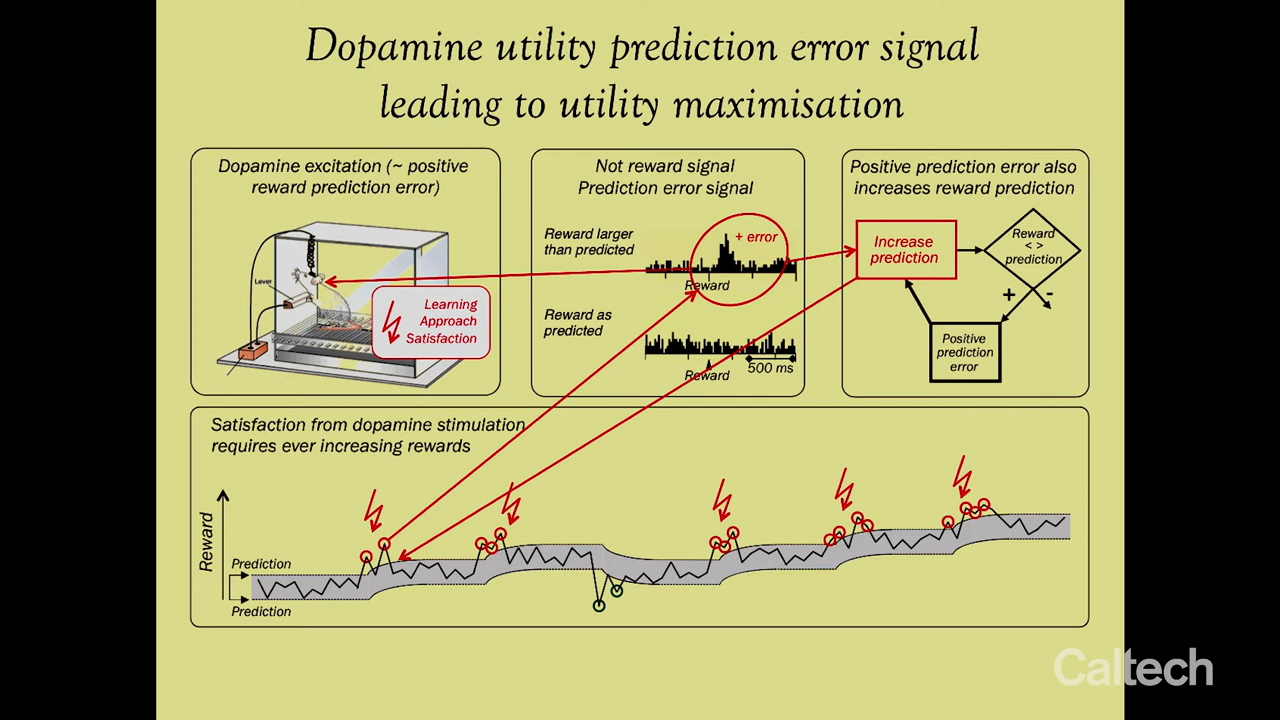 Dopamine utility prediction error signal
leading to utility maximisation
Dopamine excitation (~ positive
reward prediction error)
Lever
Learning
Approach
Satisfaction
Not reward signal
Prediction error signal
Reward larger
than predicted
+ error
Reward
Reward as
predicted
Reward
500 ms
Positive prediction error also
increases reward prediction
Increase
prediction
Reward
< >
prediction
+
-
Positive
prediction
error
Satisfaction from dopamine stimulation
requires ever increasing rewards
Reward
Prediction
Prediction
Caltech